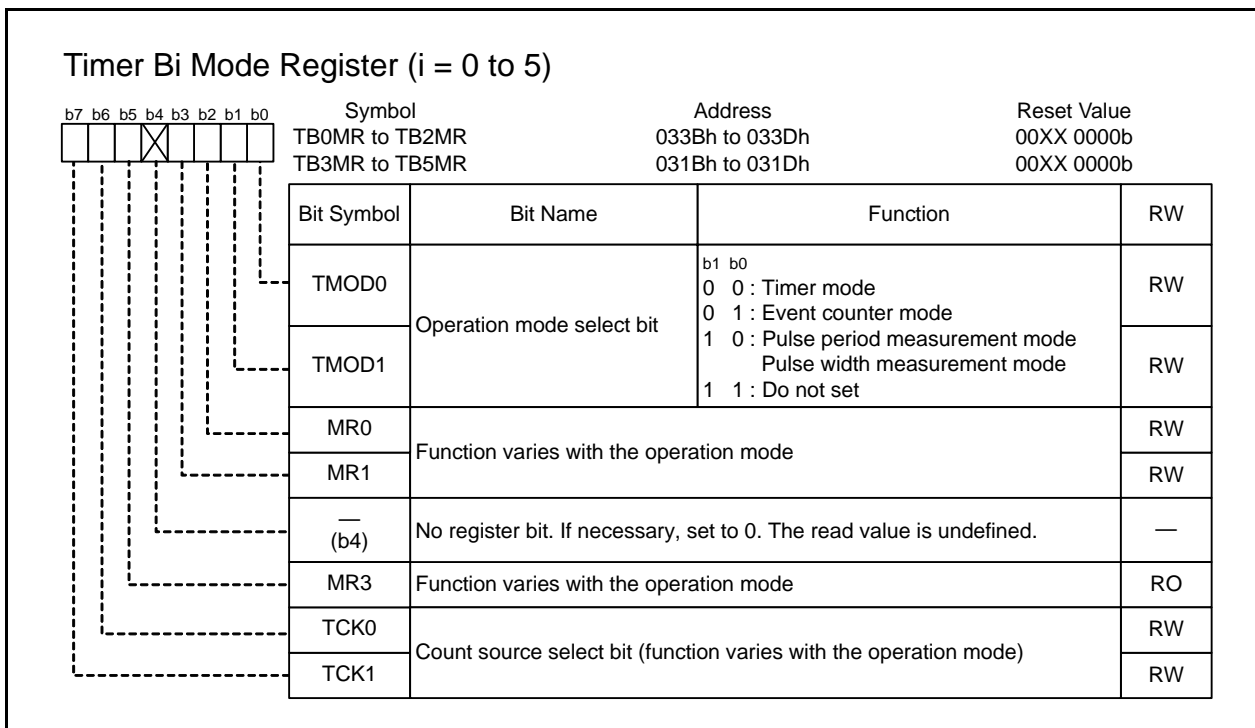 Timer Bi Mode Register (i = 0 to 5)
b7 b6 b5 b4 b3 b2 b1 b0
Symbol Address Reset Value
TB0MR to TB2MR 033Bh to 033Dh 00XX 0000b
TB3MR to TB5MR 031Bh to 031Dh 00XX 0000b
Bit Symbol Bit Name Function RW
TMOD0 RW
Operation mode select bit
b1 b0
0 0 : Timer mode
0 1 : Event counter mode
1 0 : Pulse period measurement mode
Pulse width measurement mode
1 1 : Do not set
TMOD1 RW
MR0 RW
Function varies with the operation mode
MR1 RW
—
(b4) No register bit. If necessary, set to 0. The read value is undefined. —
MR3 Function varies with the operation mode RO
TCK0 RW
Count source select bit (function varies with the operation mode)
TCK1 RW